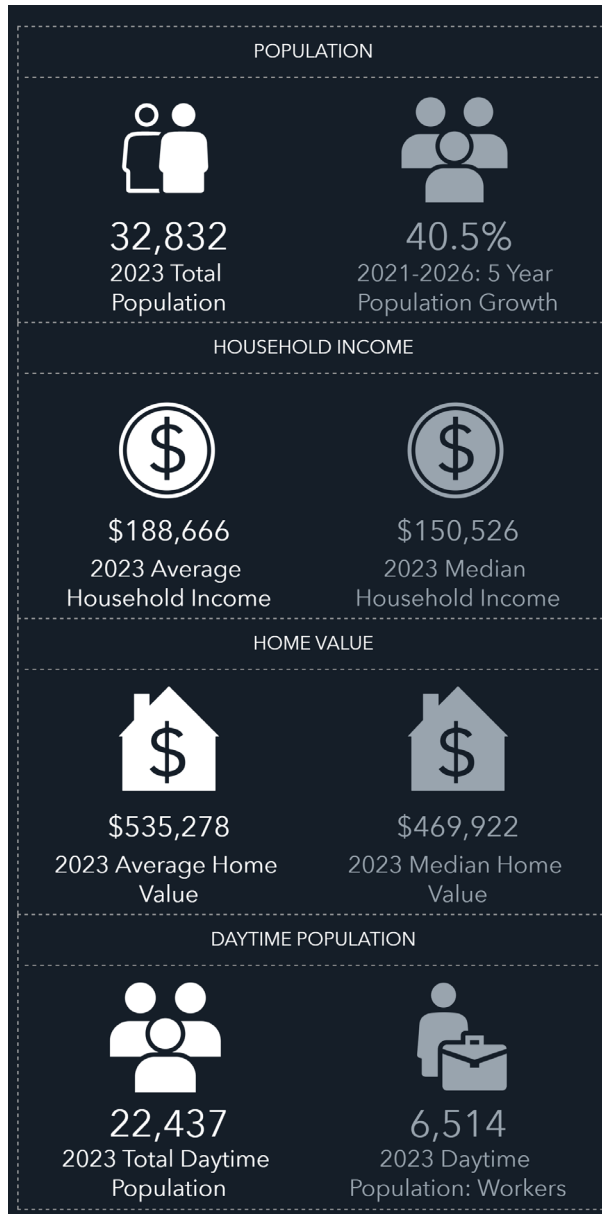 POPULATION
32,832
2023 Total
Population
40.5%
2021-2026: 5 Year
Population Growth
HOUSEHOLD INCOME
$
$188,666
2023 Average
Household Income
$
$150,526
2023 Median
Household Income
HOME VALUE
$
$535,278
2023 Average Home
Value
$
$469,922
2023 Median Home
Value
DAYTIME POPULATION
22,437
2023 Total Daytime
Population
6,514
2023 Daytime
Population: Workers